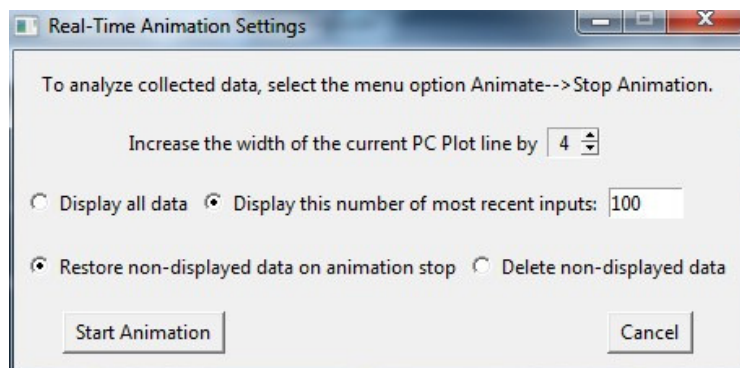 Real-Time Animation Settings
To analyze collected data, select the menu option Animate-->Stop Animation.
Increase the width of the current PC Plot line by 4
Display all data Display this number of most recent inputs: 100
Restore non-displayed data on animation stop Delete non-displayed data
Start Animation Cancel